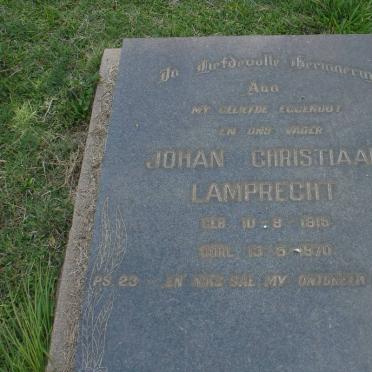 In Liefdevolle Herinnering
Aan
MY GELIEFDE EGGENOOT
EN ONS VADER
JOHAN CHRISTIAAN
LAMPRECHT
GEB. 10-9-1915
OORL. 13-5-1970
PS 23 EN NIKS SAL MY ONTBREEK